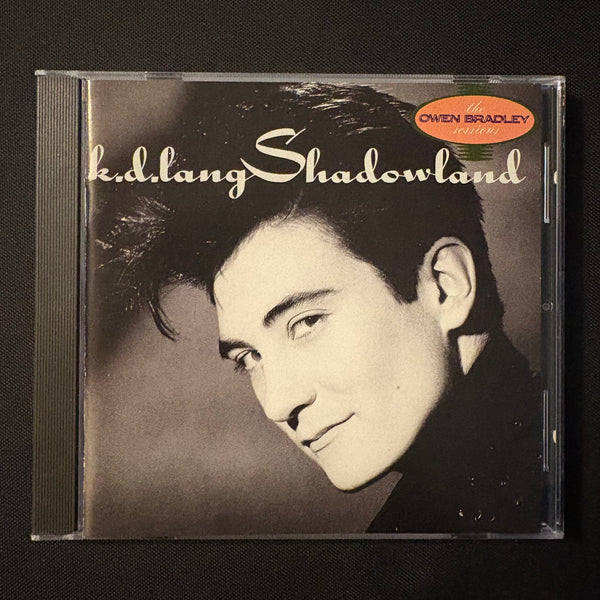 the
OWEN BRADLEY
sessions
k.d.lang Shadowland